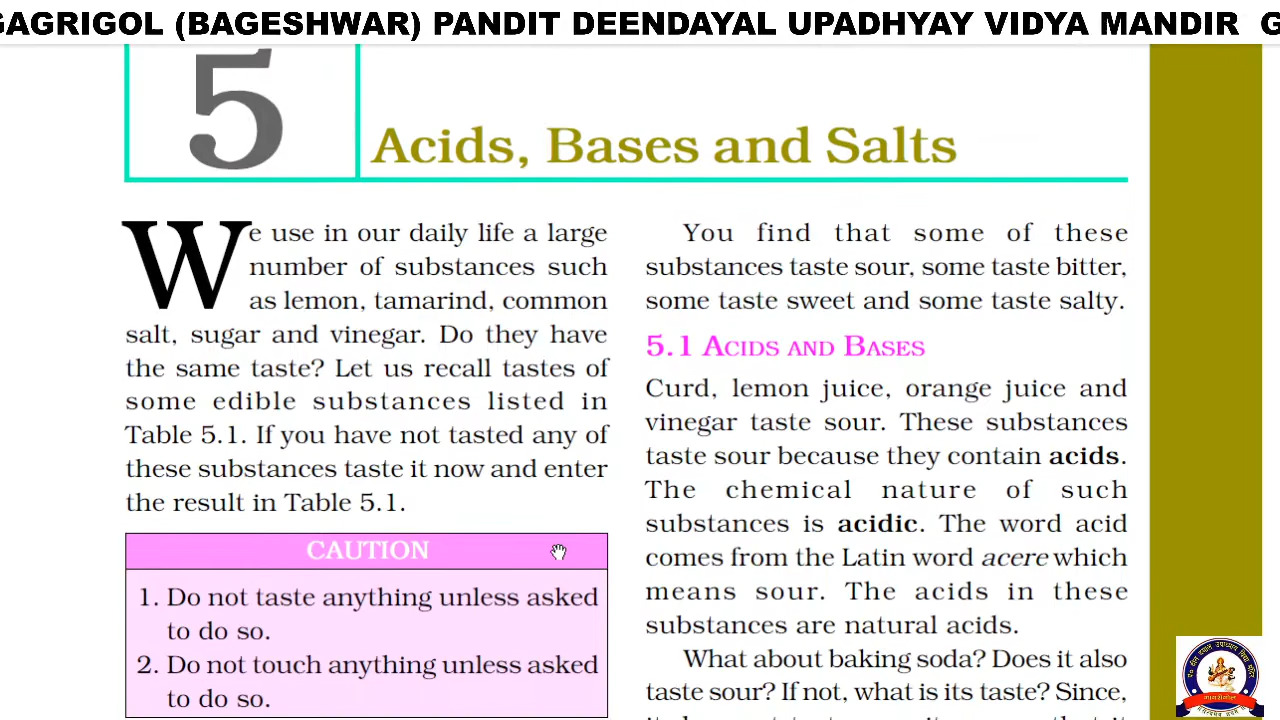 GAGRIGOL (BAGESHWAR) PANDIT DEENDAYAL UPADHYAY VIDYA MANDIR G
5
Acids, Bases and Salts
We use in our daily life a large
number of substances such
as lemon, tamarind, common
salt, sugar and vinegar. Do they have
the same taste? Let us recall tastes of
some edible substances listed in
Table 5.1. If you have not tasted any of
these substances taste it now and enter
the result in Table 5.1.
CAUTION
1. Do not taste anything unless asked
to do so.
2. Do not touch anything unless asked
to do so.
You find that some of these
substances taste sour, some taste bitter,
some taste sweet and some taste salty.
5.1 ACIDS AND BASES
Curd, lemon juice, orange juice and
vinegar taste sour. These substances
taste sour because they contain acids.
The chemical nature of such
substances is acidic. The word acid
comes from the Latin word acere which
means sour. The acids in these
substances are natural acids.
What about baking soda? Does it also
taste sour? If not, what is its taste? Since,